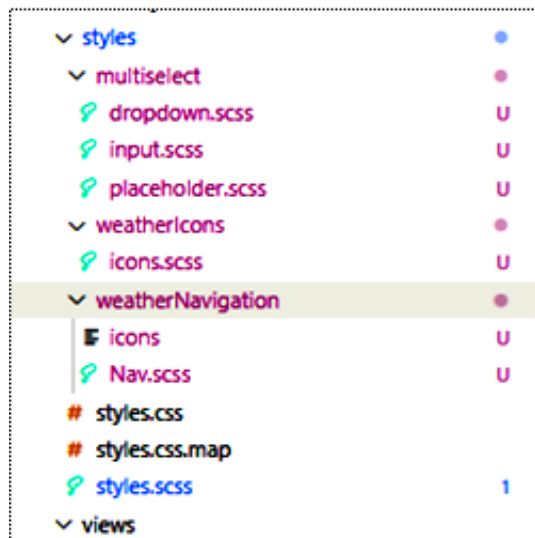 styles
multiselect
dropdown.scss U
input.scss U
placeholder.scss U
weatherIcons
icons.scss U
weatherNavigation
icons U
Nav.scss U
# styles.css
# styles.css.map
styles.scss 1
views